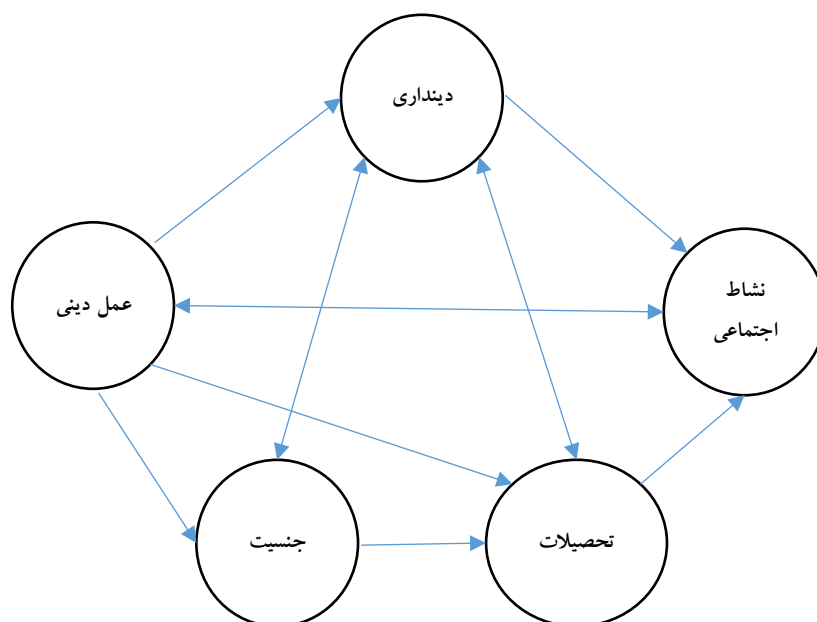 دینداری
عمل دینی
نشاط
اجتماعی
جنسیت
تحصیلات